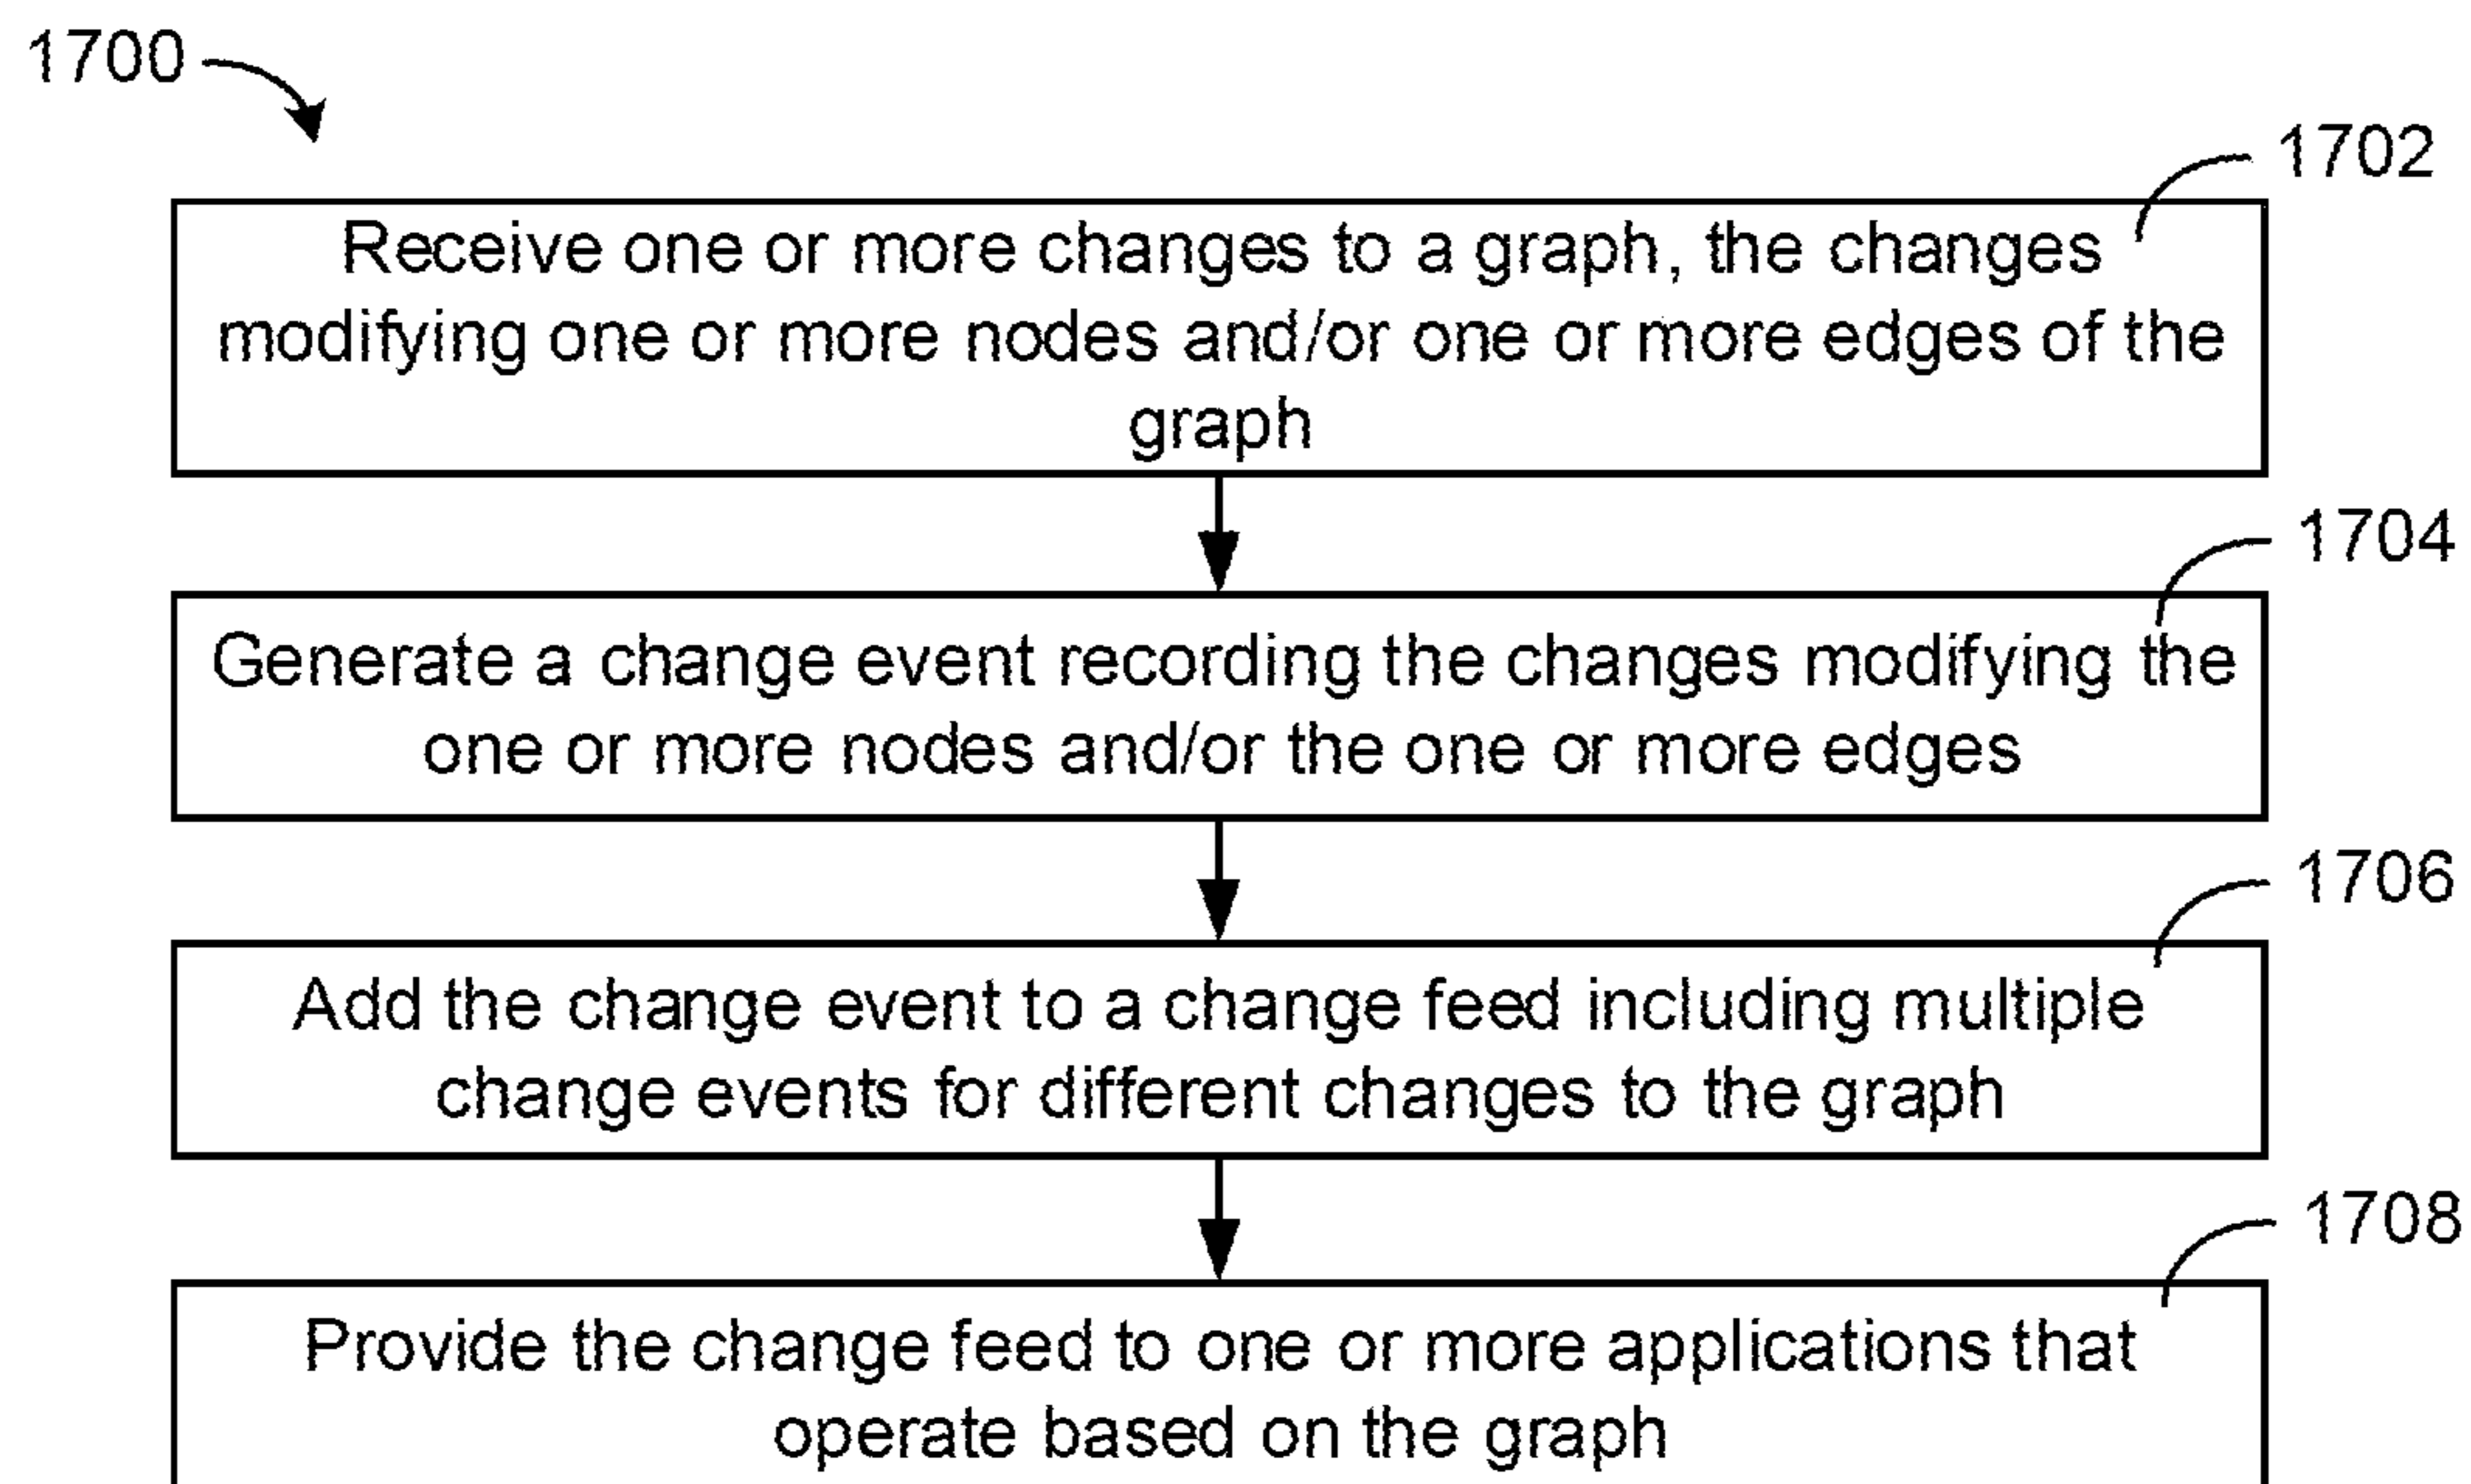 1700
1702
Receive one or more changes to a graph, the changes
modifying one or more nodes and/or one or more edges of the
graph
1704
Generate a change event recording the changes modifying the
one or more nodes and/or the one or more edges
1706
Add the change event to a change feed including multiple
change events for different changes to the graph
1708
Provide the change feed to one or more applications that
operate based on the graph